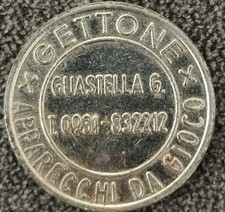 × GETTONE ×
GUASTELLA G.
T. 0931-832212
APPARECCHI DA GIOCO